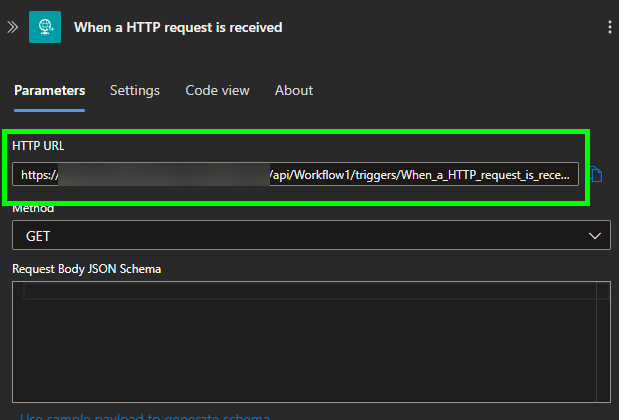 When a HTTP request is received
Parameters Settings Code view About
HTTP URL
https:/ /api/Workflow1/triggers/When_a_HTTP_request_is_rece...
Method
GET
Request Body JSON Schema
Use sample payload to generate schema